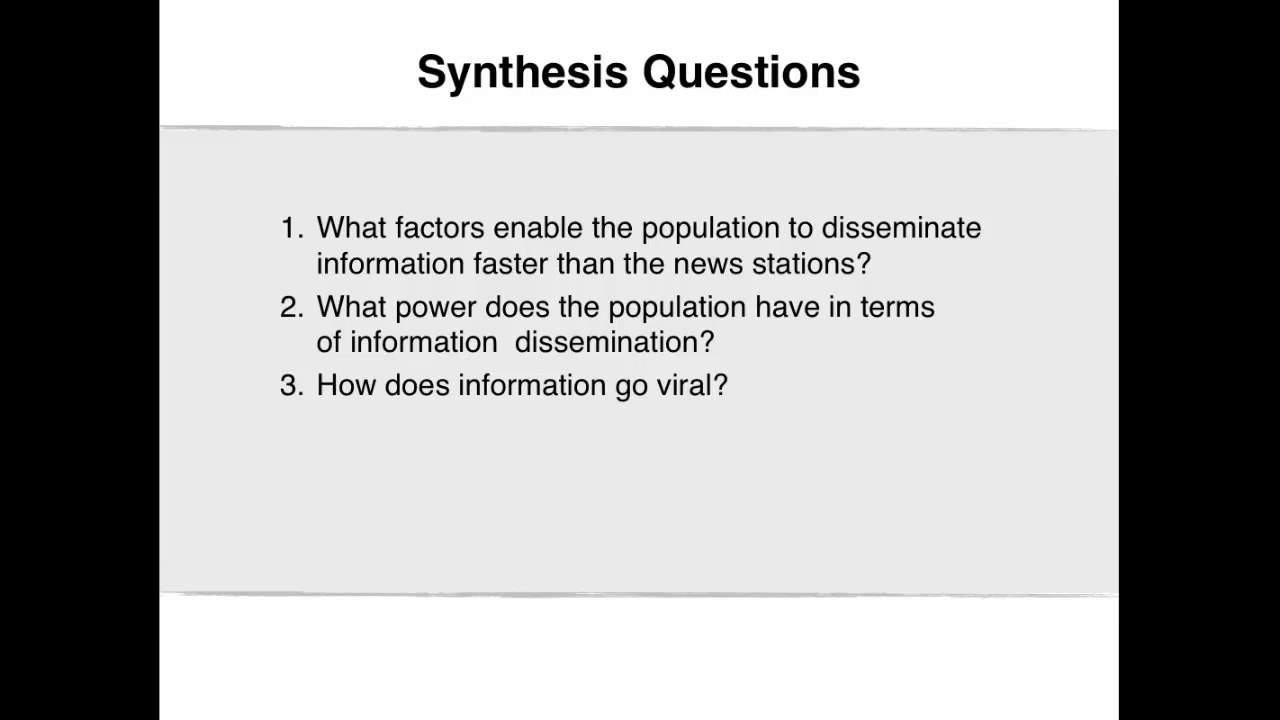 Synthesis Questions
1. What factors enable the population to disseminate
information faster than the news stations?
2. What power does the population have in terms
of information  dissemination?
3. How does information go viral?